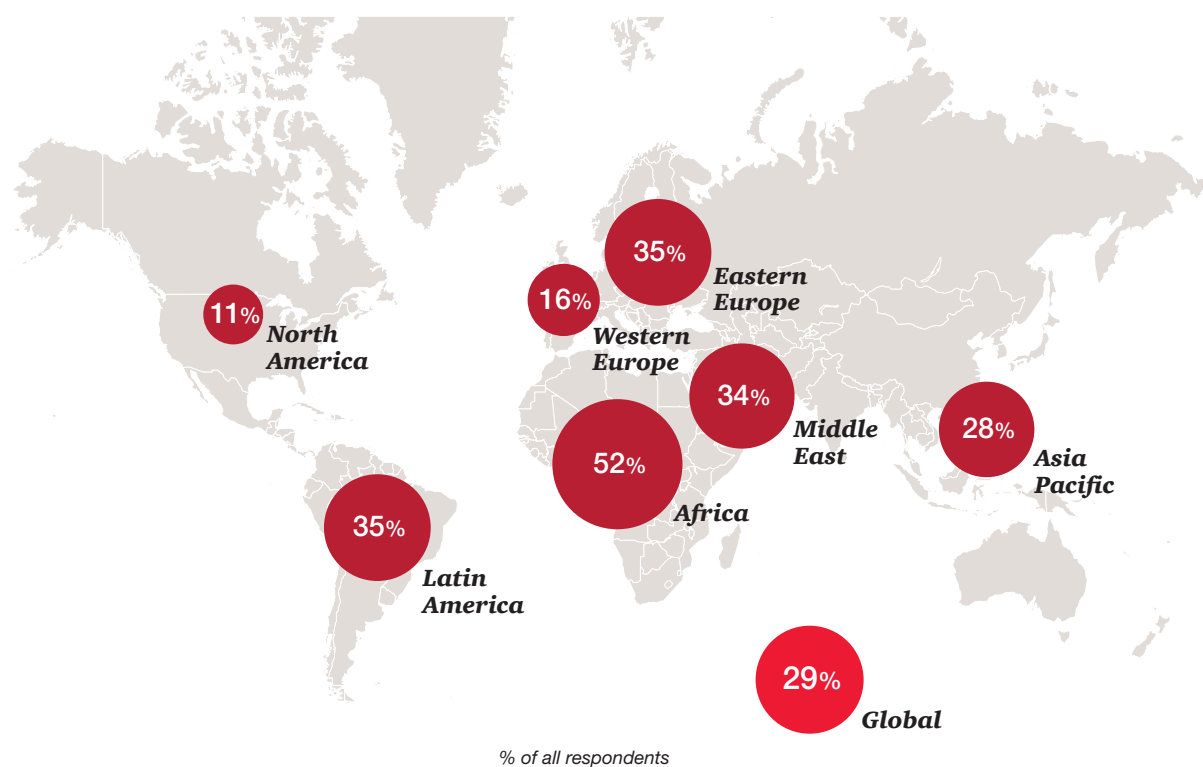 35%
Eastern
Europe
16%
Western
Europe
11%
North
America
34%
Middle
East
28%
Asia
Pacific
52%
Africa
35%
Latin
America
29%
Global
% of all respondents